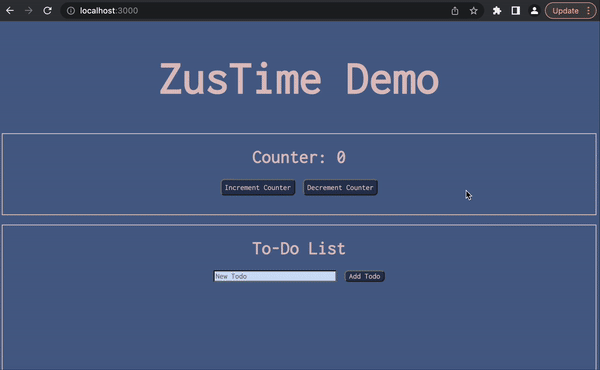 localhost:3000
Update
ZusTime Demo
Counter: 0
Increment Counter Decrement Counter
To-Do List
New Todo Add Todo